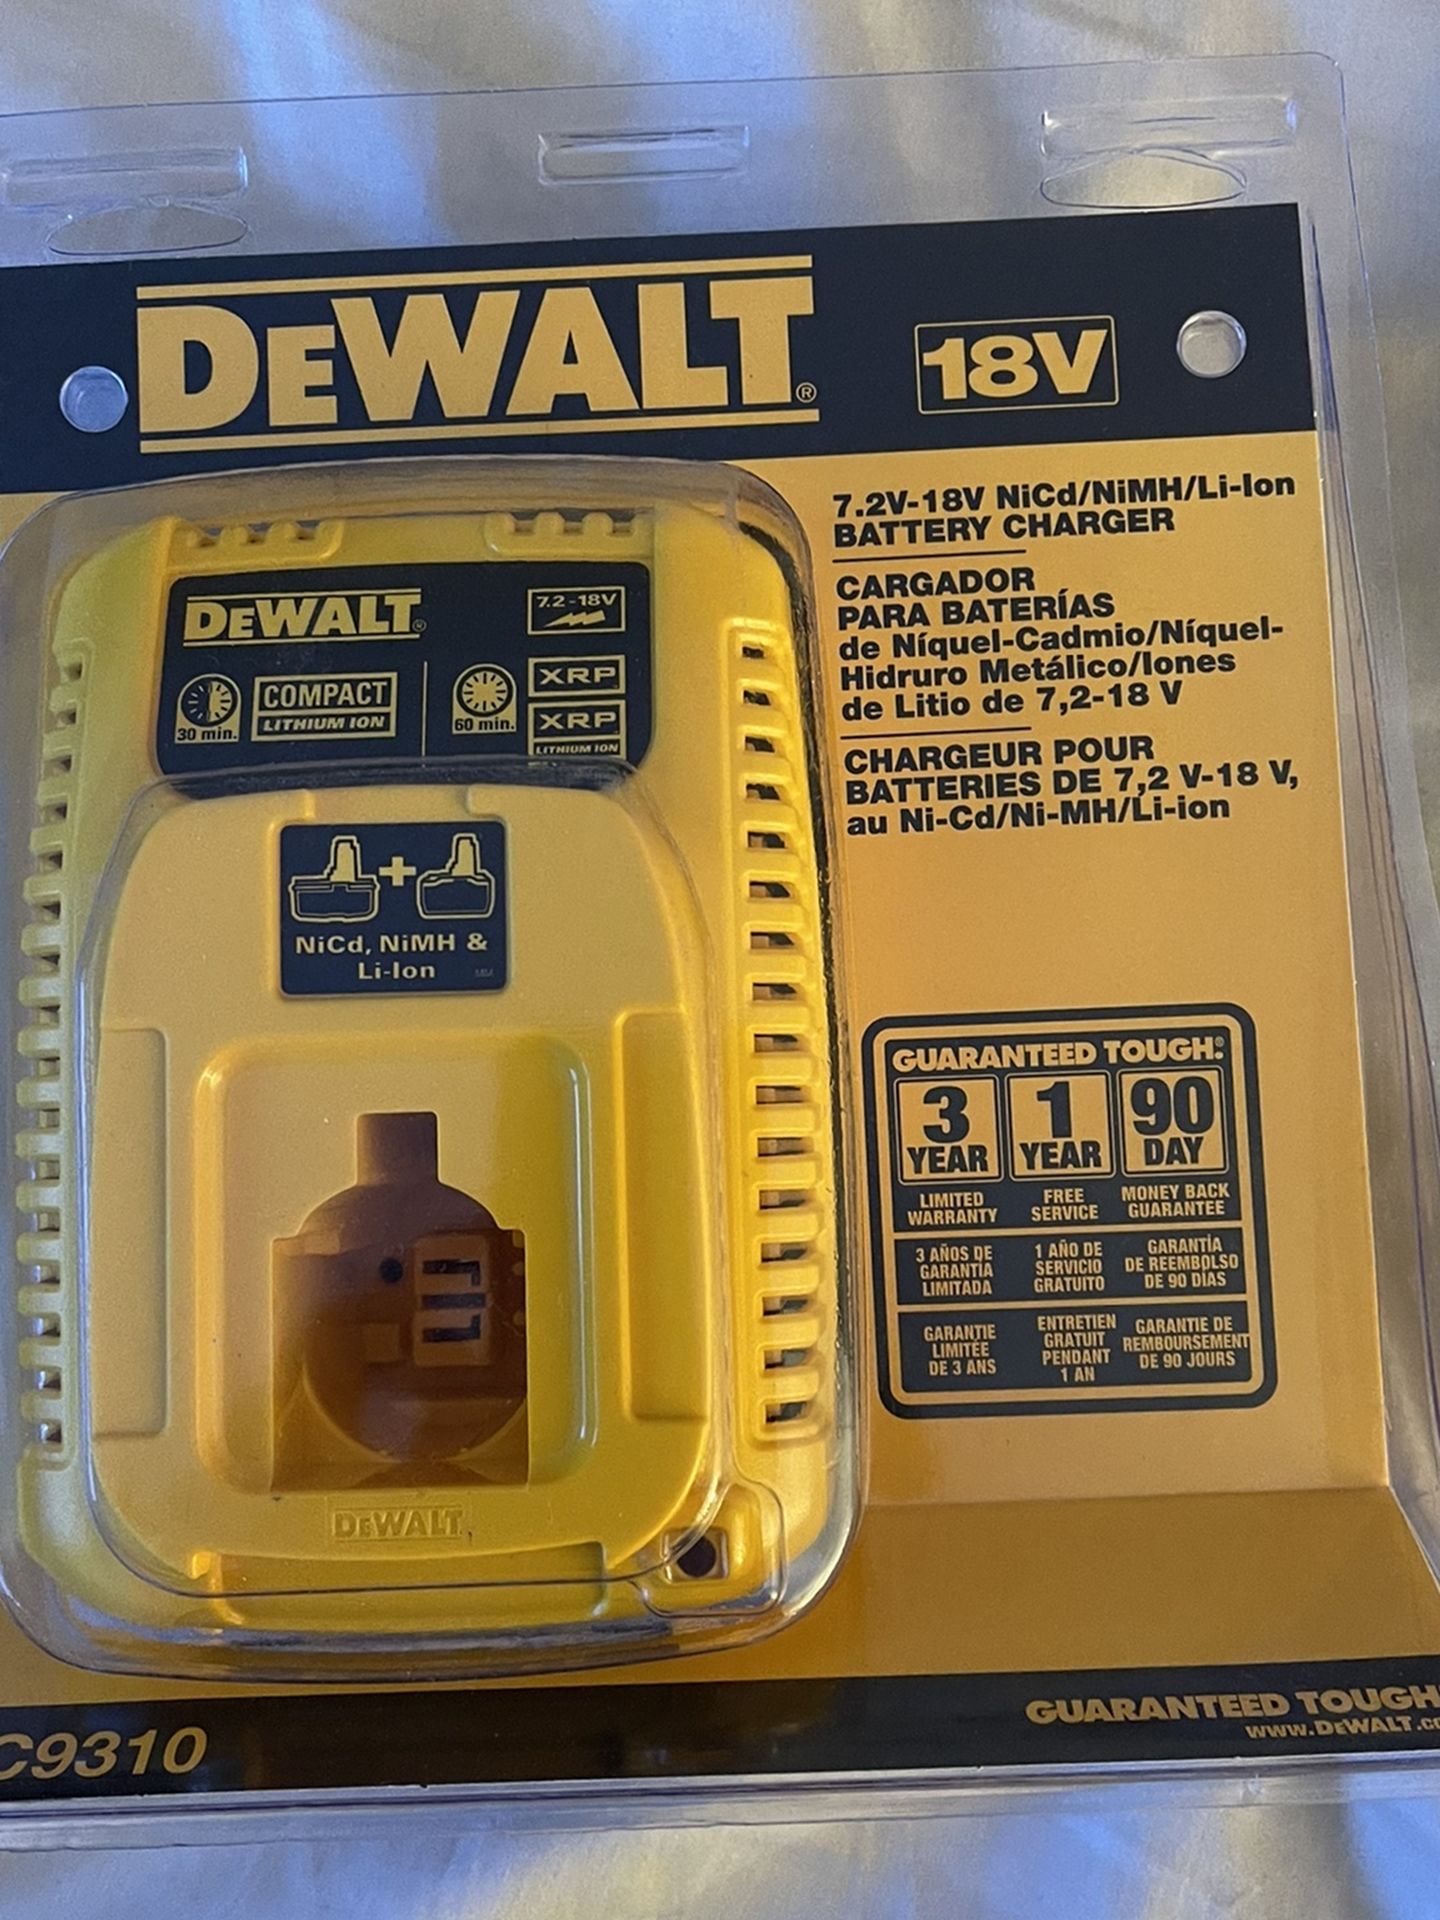 DEWALT®
18V
7.2V-18V NiCd/NiMH/Li-Ion
BATTERY CHARGER
CARGADOR
PARA BATERÍAS
de Níquel-Cadmio/Níquel-
Hidruro Metálico/Iones
de Litio de 7,2-18 V
CHARGEUR POUR
BATTERIES DE 7,2 V-18 V,
au Ni-Cd/Ni-MH/Li-ion
DEWALT®
7.2-18V
30 min.
COMPACT
LITHIUM ION
60 min.
XRP
XRP
LITHIUM ION
NiCd, NiMH &
Li-Ion
DEWALT
GUARANTEED TOUGH®
3 YEAR
1 YEAR
90 DAY
LIMITED
WARRANTY
FREE
SERVICE
MONEY BACK
GUARANTEE
3 AÑOS DE
GARANTÍA
LIMITADA
1 AÑO DE
SERVICIO
GRATUITO
GARANTÍA
DE REEMBOLSO
DE 90 DÍAS
GARANTIE
LIMITÉE
DE 3 ANS
ENTRETIEN
GRATUIT
PENDANT
1 AN
GARANTIE DE
REMBOURSEMENT
DE 90 JOURS
C9310
GUARANTEED TOUGH
WWW.DEWALT.co